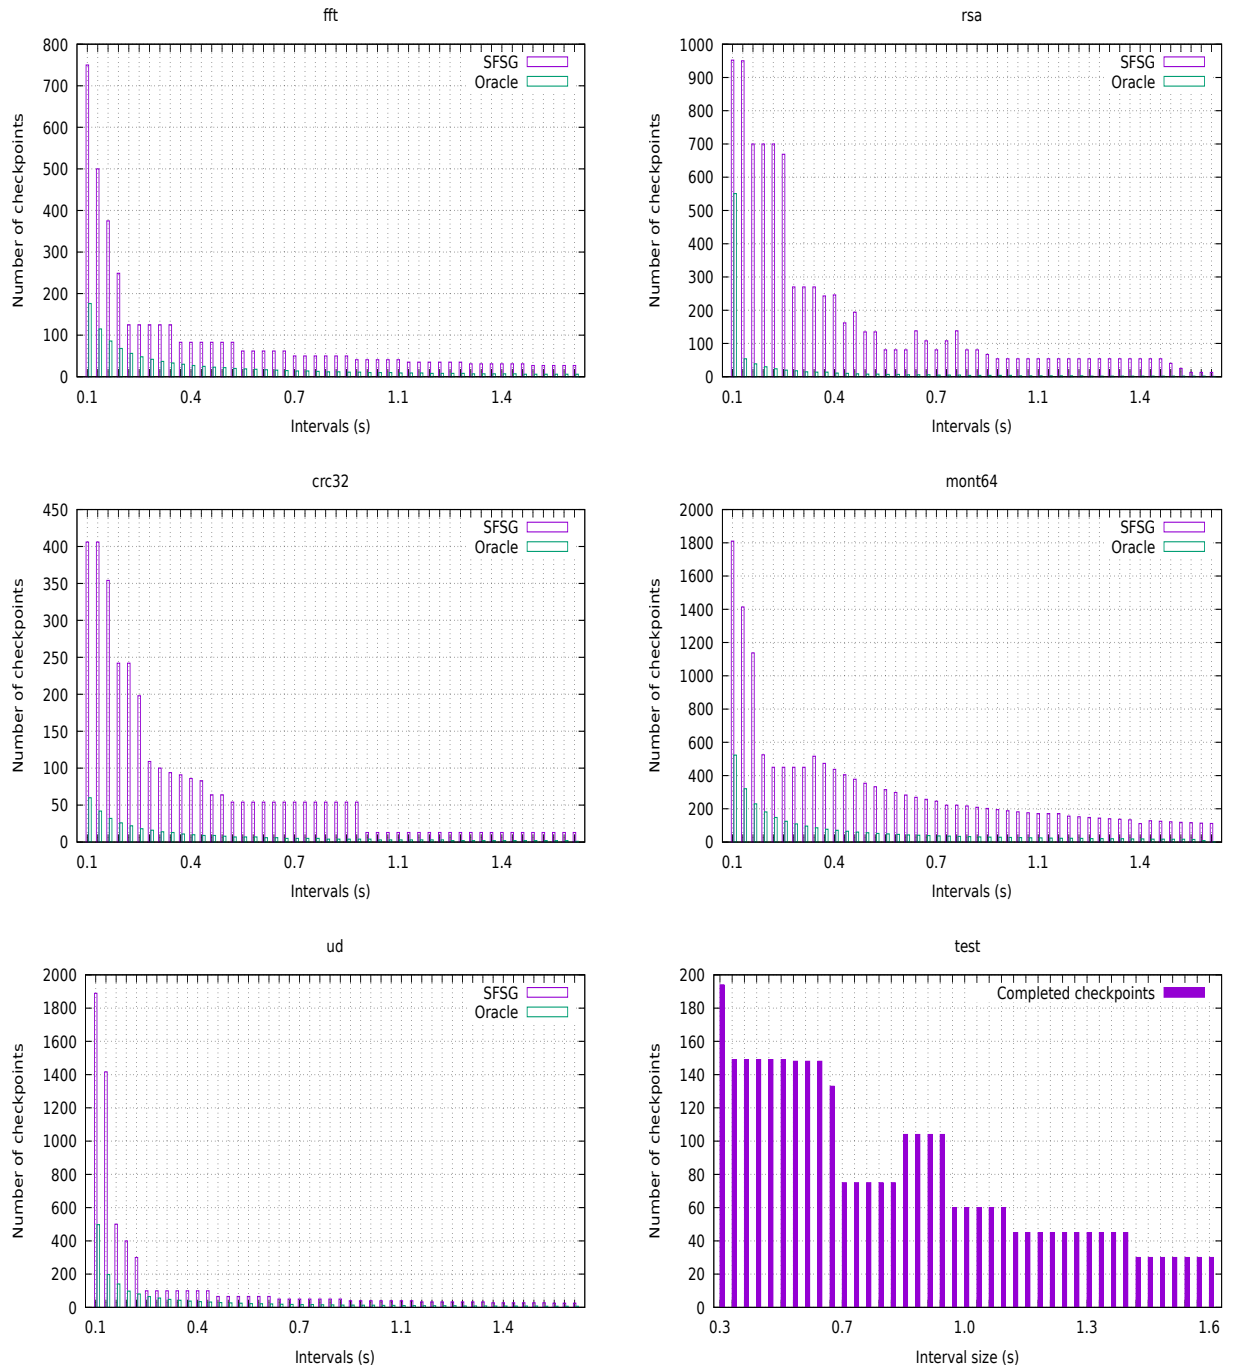 fft
800
700
600
500
400
300
200
100
0
Number of checkpoints
SFSG
Oracle
0.1 0.4 0.7 1.1 1.4
Intervals (s)
rsa
1000
900
800
700
600
500
400
300
200
100
0
Number of checkpoints
SFSG
Oracle
0.1 0.4 0.7 1.1 1.4
Intervals (s)
crc32
450
400
350
300
250
200
150
100
50
0
Number of checkpoints
SFSG
Oracle
0.1 0.4 0.7 1.1 1.4
Intervals (s)
mont64
2000
1800
1600
1400
1200
1000
800
600
400
200
0
Number of checkpoints
SFSG
Oracle
0.1 0.4 0.7 1.1 1.4
Intervals (s)
ud
2000
1800
1600
1400
1200
1000
800
600
400
200
0
Number of checkpoints
SFSG
Oracle
0.1 0.4 0.7 1.1 1.4
Intervals (s)
test
200
180
160
140
120
100
80
60
40
20
0
Number of checkpoints
Completed checkpoints
0.3 0.7 1.0 1.3 1.6
Interval size (s)